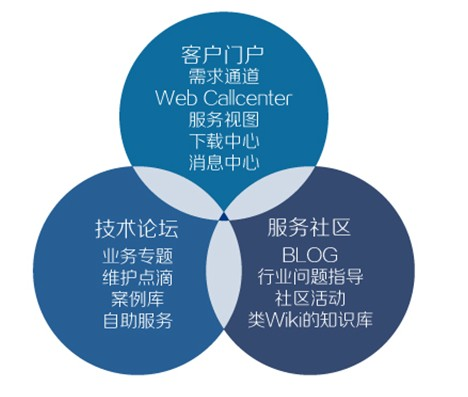 客户门户
需求通道
Web Callcenter
服务视图
下载中心
消息中心
技术论坛
业务专题
维护点滴
案例库
自助服务
服务社区
BLOG
行业问题指导
社区活动
类Wiki的知识库